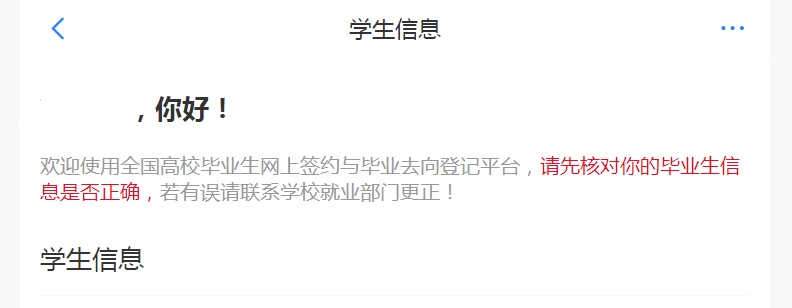 学生信息
，你好！
欢迎使用全国高校毕业生网上签约与毕业去向登记平台，请先核对你的毕业生信
息是否正确，若有误请联系学校就业部门更正！
学生信息